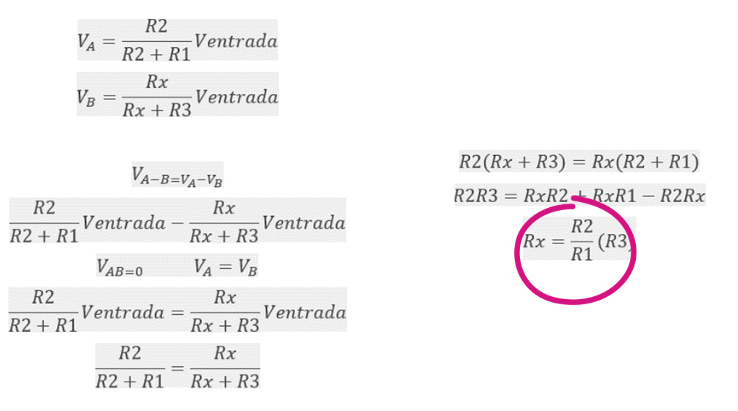 V_A = R2 / (R2 + R1) Ventrada
V_B = Rx / (Rx + R3) Ventrada
V_{A−B=V_A−V_B}
R2 / (R2 + R1) Ventrada − Rx / (Rx + R3) Ventrada
V_{AB=0} V_A = V_B
R2 / (R2 + R1) Ventrada = Rx / (Rx + R3) Ventrada
R2 / (R2 + R1) = Rx / (Rx + R3)
R2(Rx + R3) = Rx(R2 + R1)
R2R3 = RxR2 + RxR1 − R2Rx
Rx = R2 / R1 (R3)